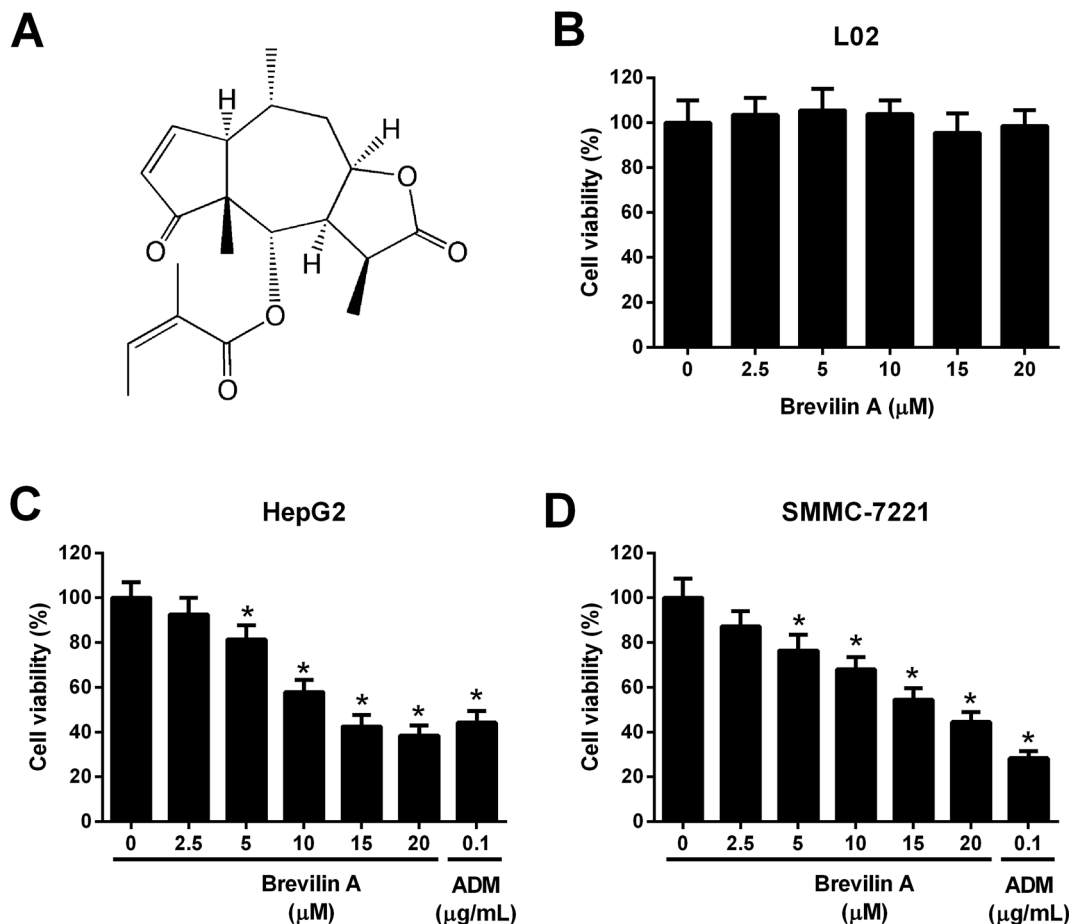 A
H
H
O
O
O
H
O
O
B
L02
Cell viability (%)
120
100
80
60
40
20
0
0 2.5 5 10 15 20
Brevilin A (μM)
C
HepG2
Cell viability (%)
120
100
80
60
40
20
0
* * * * *
0 2.5 5 10 15 20 0.1
Brevilin A
(μM)
ADM
(μg/mL)
D
SMMC-7221
Cell viability (%)
120
100
80
60
40
20
0
* * * * *
0 2.5 5 10 15 20 0.1
Brevilin A
(μM)
ADM
(μg/mL)